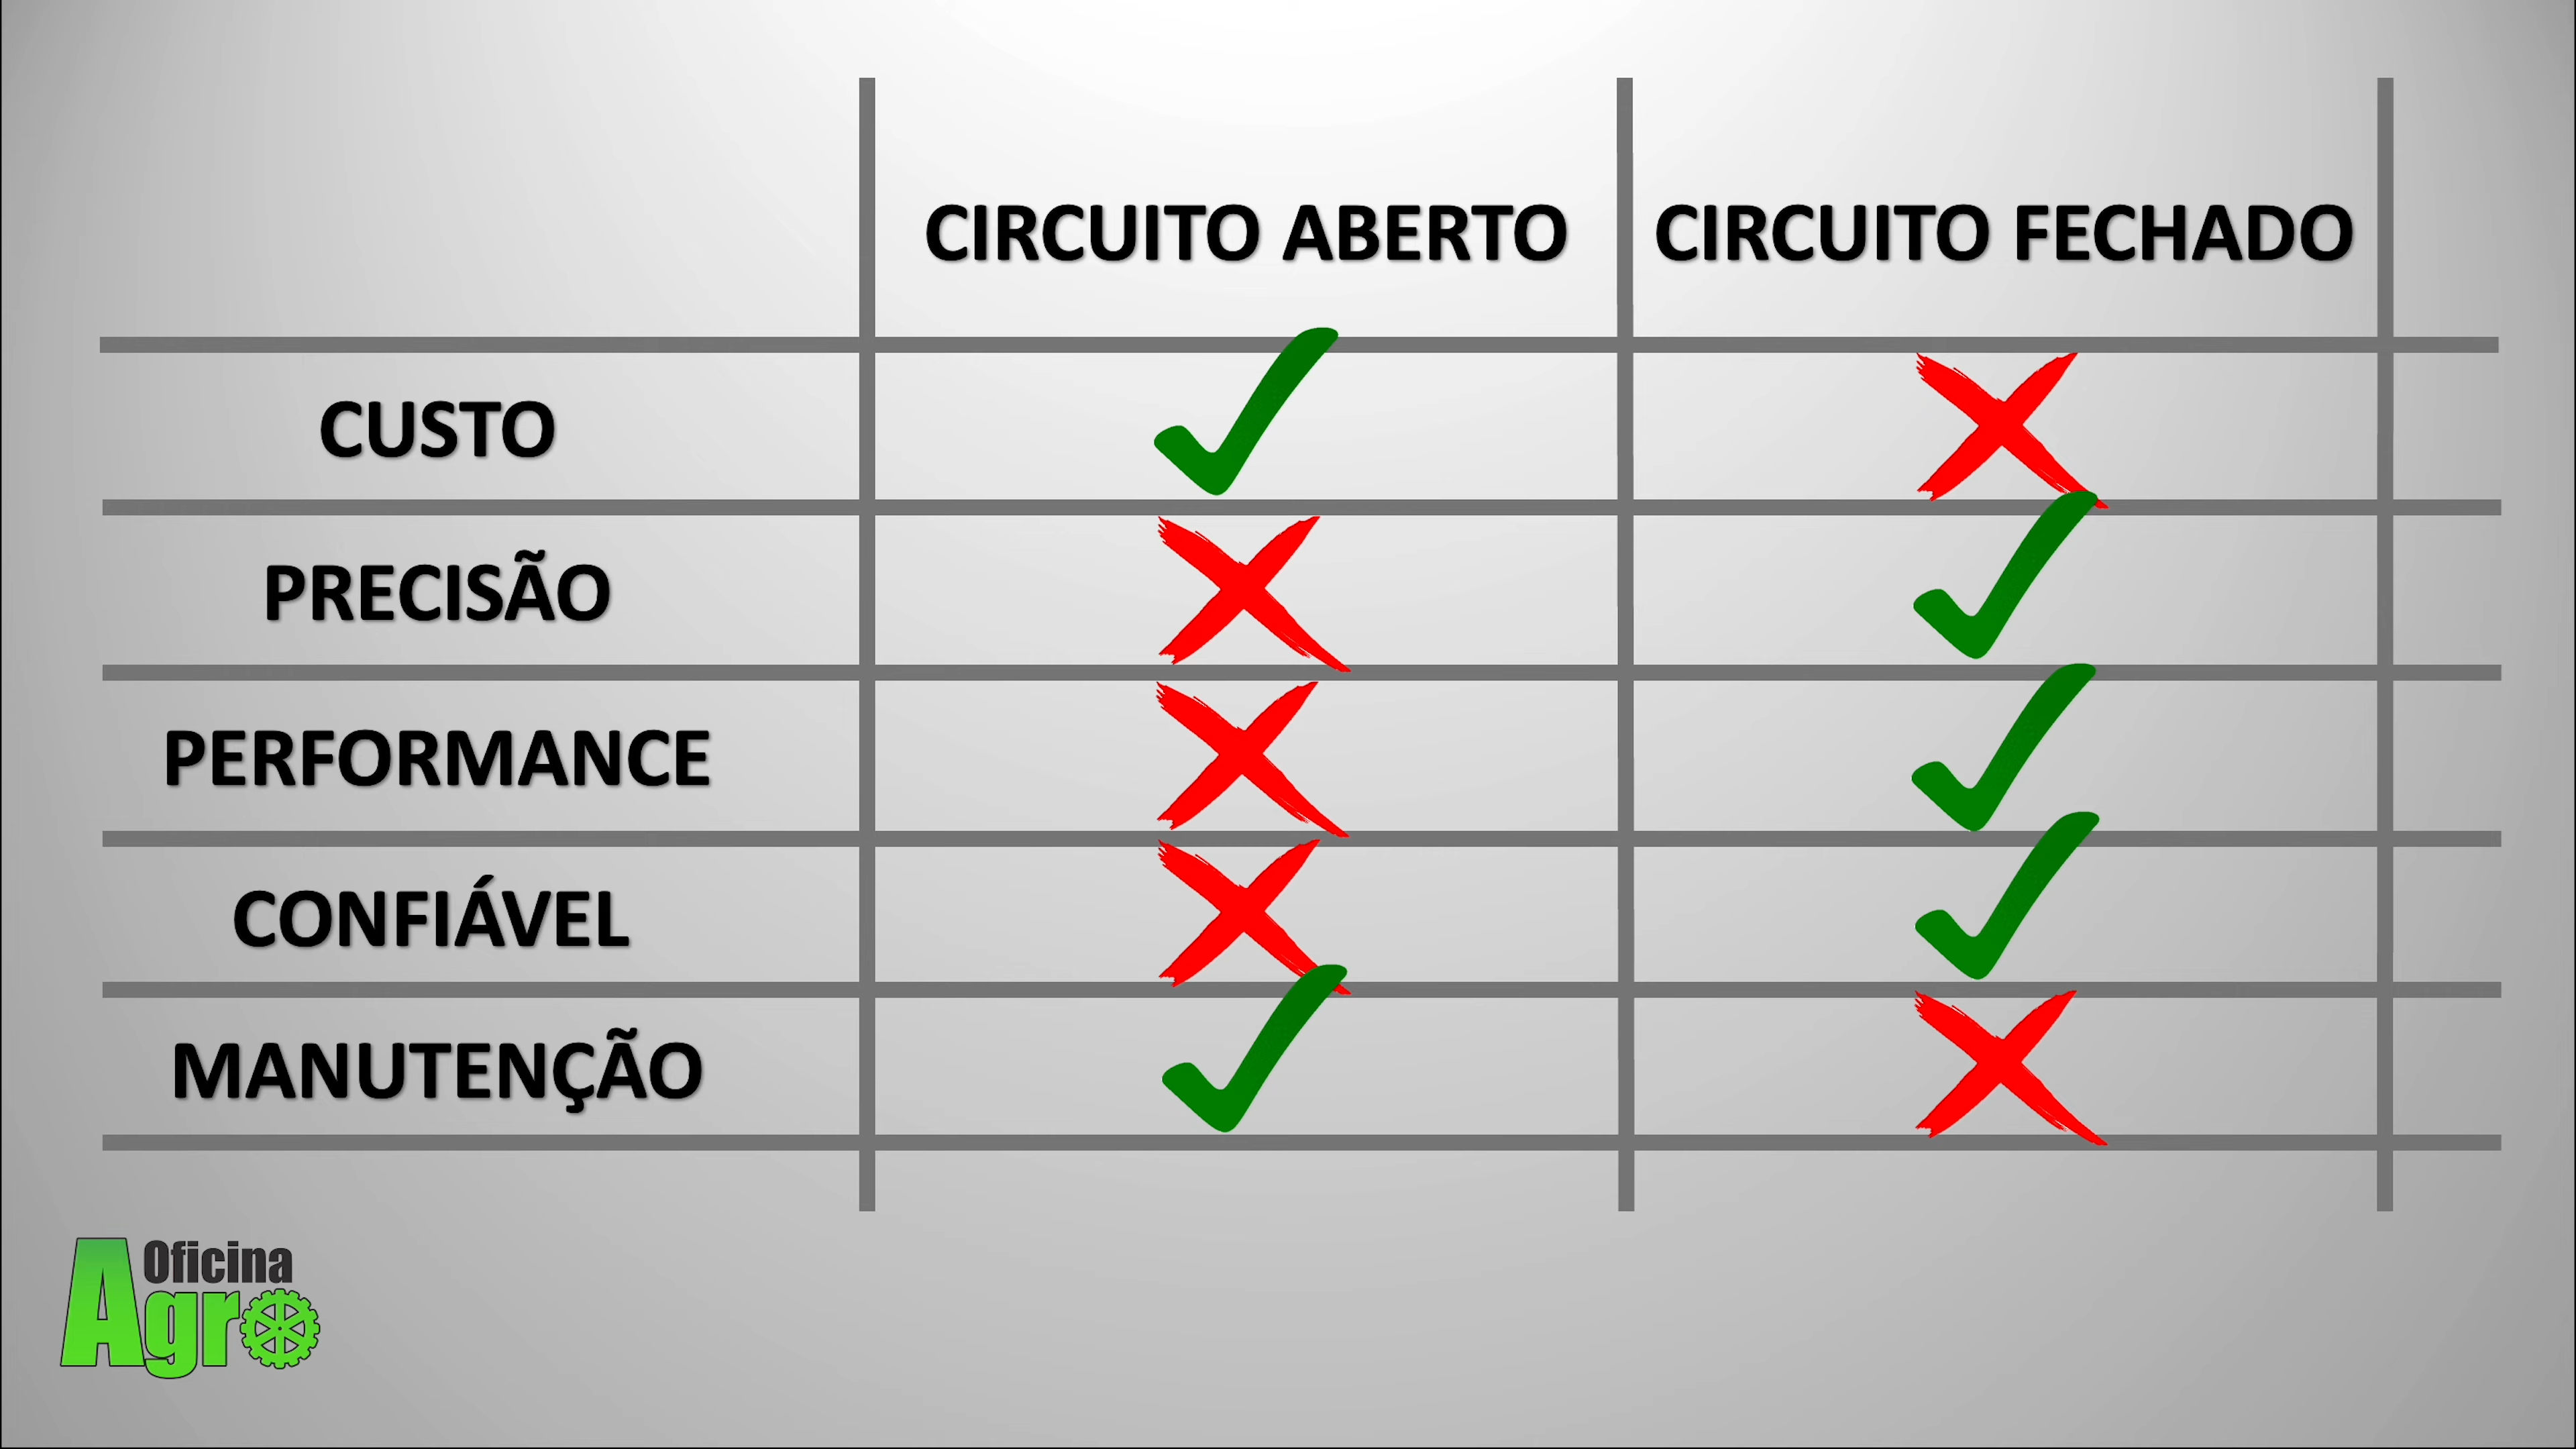 CIRCUITO ABERTO CIRCUITO FECHADO
CUSTO
PRECISÃO
PERFORMANCE
CONFIÁVEL
MANUTENÇÃO
Oficina
Agro